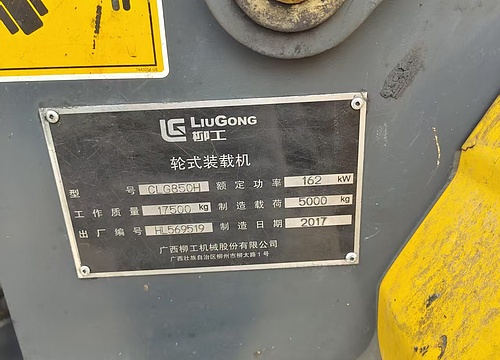 LiuGong
柳工
轮式装载机
型 号 CLG850H 额定功率 162 kW
工作质量 17500 kg 制造载荷 5000 kg
出厂编号 HL569519 制造日期 2017
广西柳工机械股份有限公司
广西壮族自治区柳州市柳太路1号